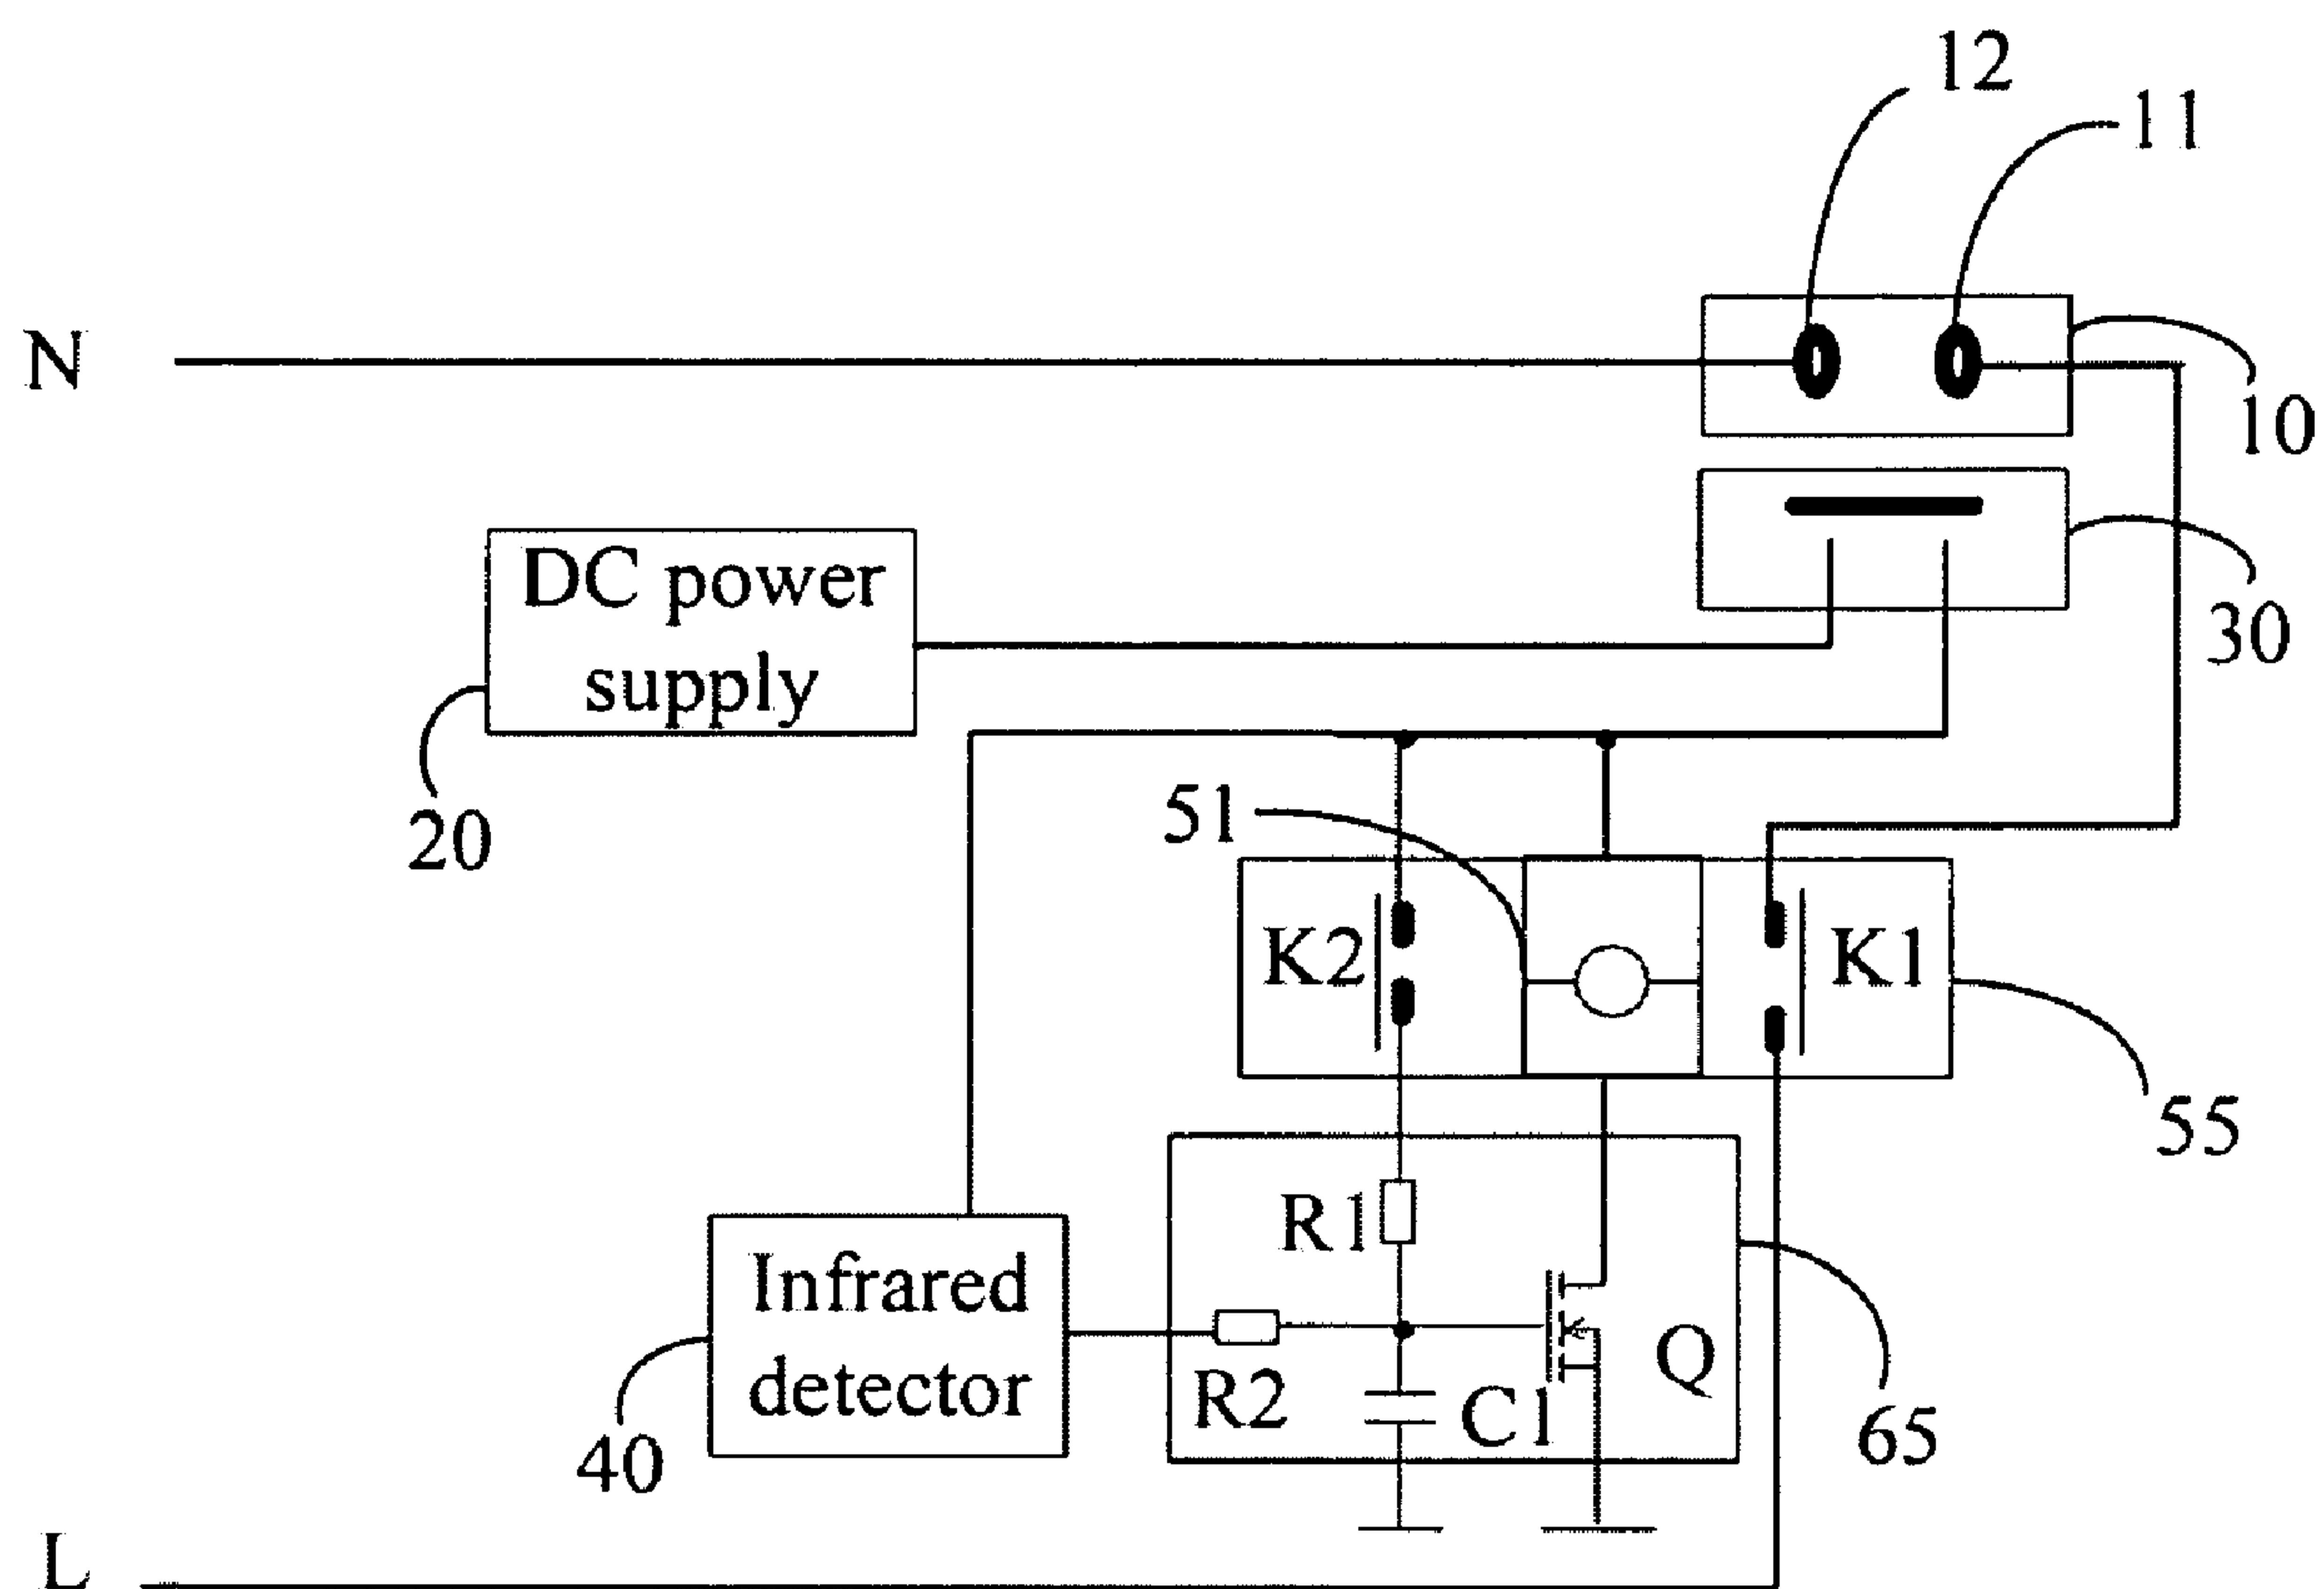 12
11
N
10
DC power
supply
30
20
51
K2
K1
55
R1
Infrared
detector
R2
C1
Q
40
65
L